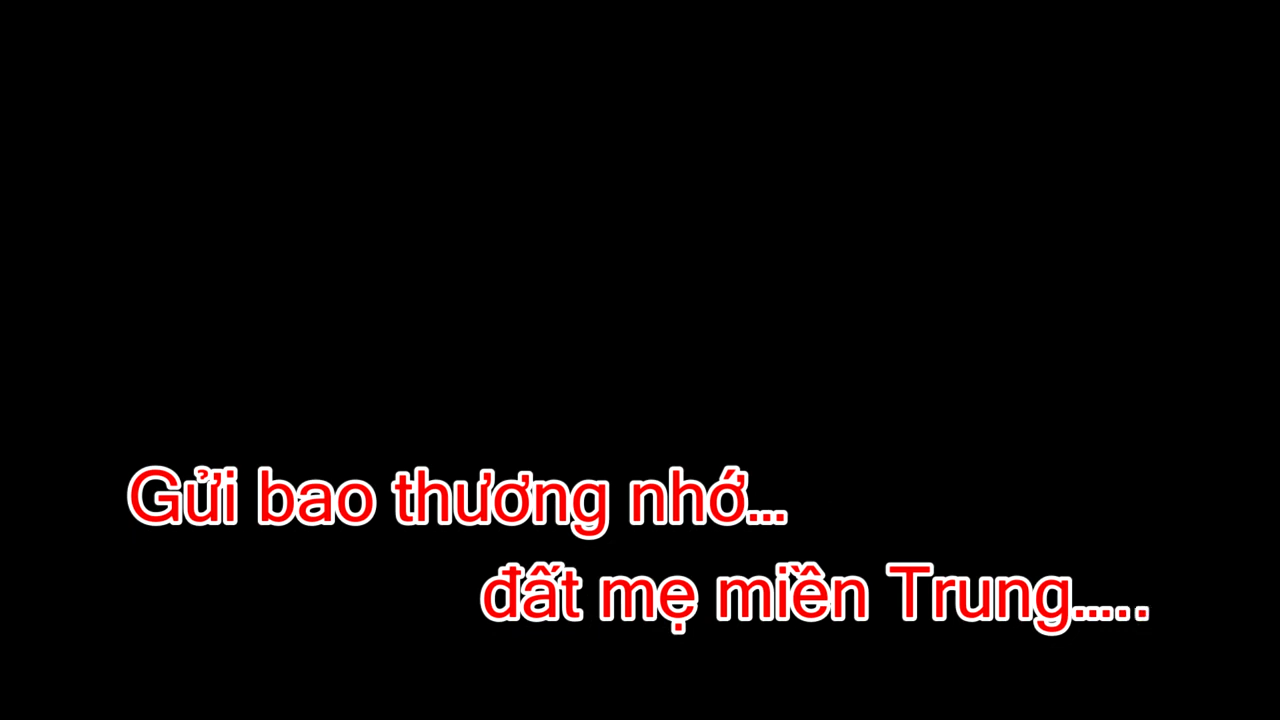 Gửi bao thương nhớ...
đất mẹ miền Trung.....